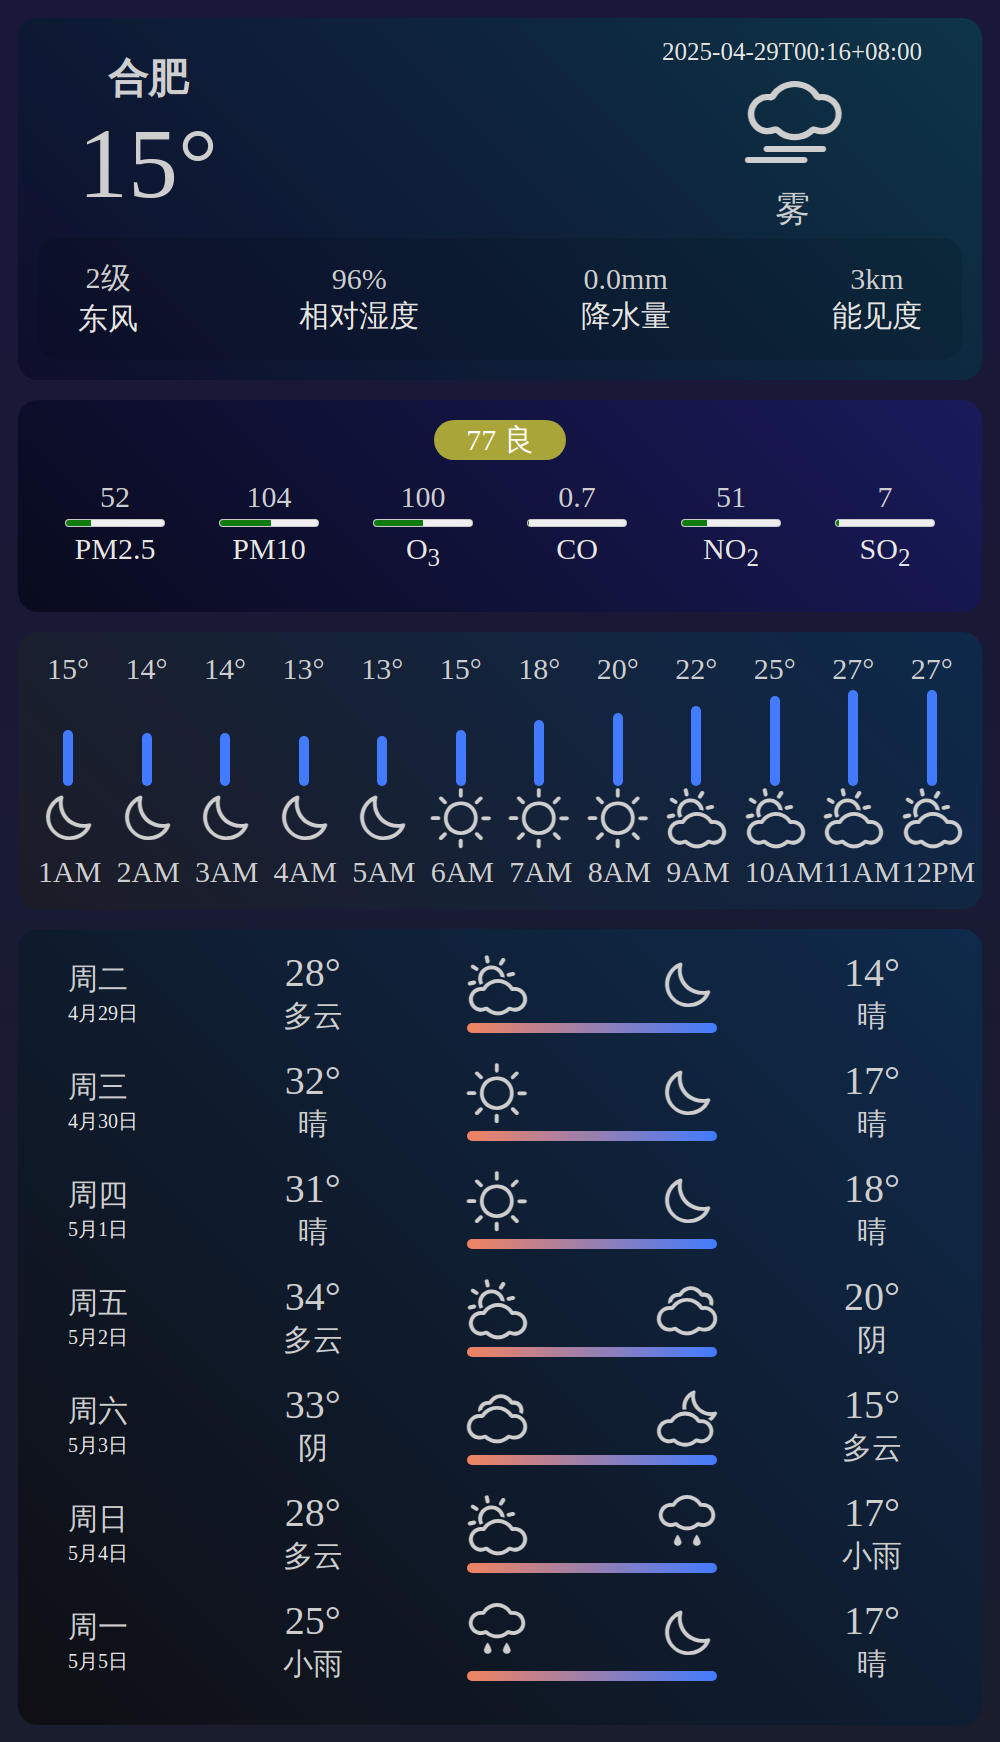 合肥
15°
2025-04-29T00:16+08:00
雾
2级 96% 0.0mm 3km
东风 相对湿度 降水量 能见度
77 良
52 104 100 0.7 51 7
PM2.5 PM10 O3 CO NO2 SO2
15° 14° 14° 13° 13° 15° 18° 20° 22° 25° 27° 27°
1AM 2AM 3AM 4AM 5AM 6AM 7AM 8AM 9AM 10AM 11AM 12PM
周二 28° 14°
4月29日 多云 晴
周三 32° 17°
4月30日 晴 晴
周四 31° 18°
5月1日 晴 晴
周五 34° 20°
5月2日 多云 阴
周六 33° 15°
5月3日 阴 多云
周日 28° 17°
5月4日 多云 小雨
周一 25° 17°
5月5日 小雨 晴